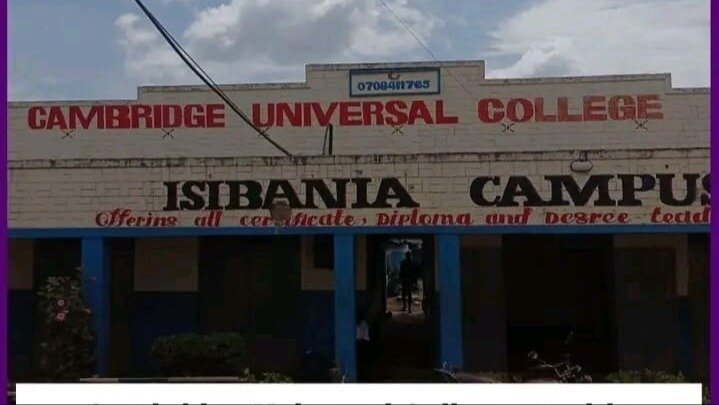 0708411765
CAMBRIDGE UNIVERSAL COLLEGE
ISIBANIA CAMPUS
Offering all certificate, Diploma and Degree